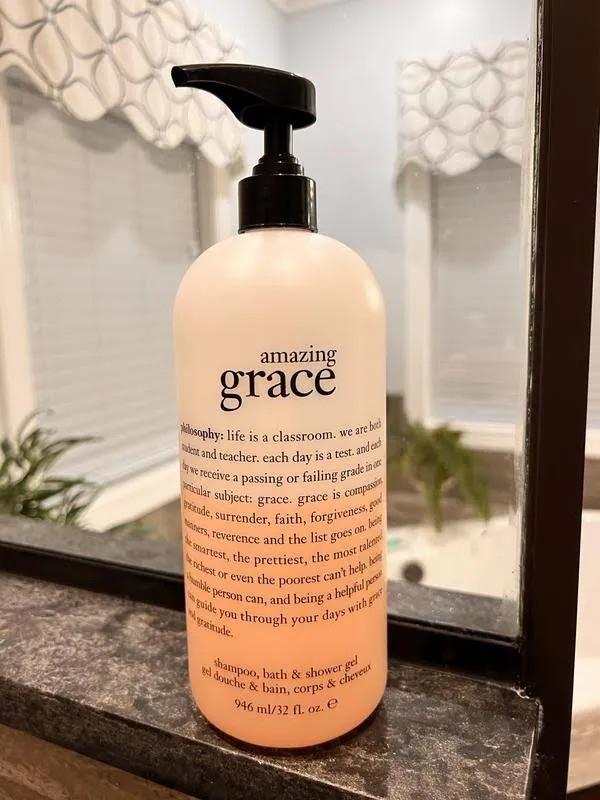 amazing
grace
philosophy: life is a classroom. we are both
student and teacher. each day is a test. and each
day we receive a passing or failing grade in one
particular subject: grace. grace is compassion,
gratitude, surrender, faith, forgiveness, good
manners, reverence and the list goes on. being
the smartest, the prettiest, the most talented,
the richest or even the poorest can't help. being
a humble person can, and being a helpful person
can guide you through your days with grace
and gratitude.
shampoo, bath & shower gel
gel douche & bain, corps & cheveux
946 ml/32 fl. oz. ℮